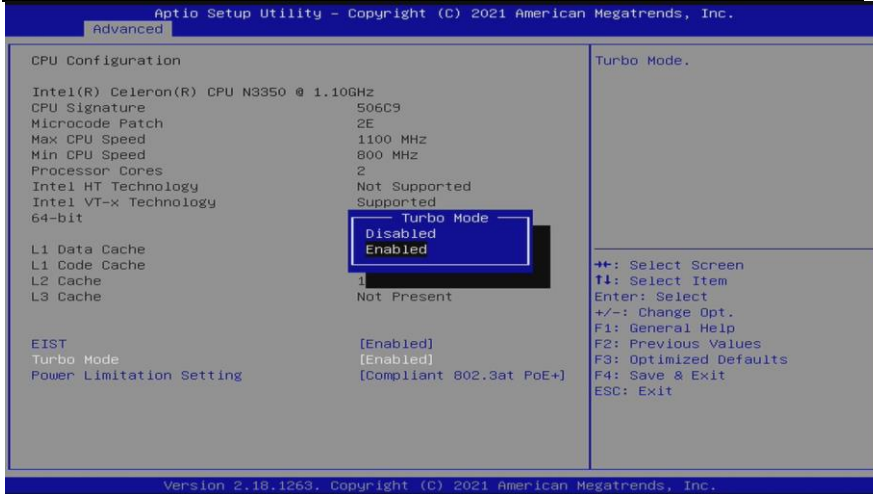 Aptio Setup Utility – Copyright (C) 2021 American Megatrends, Inc.
Advanced
CPU Configuration
Intel(R) Celeron(R) CPU N3350 @ 1.10GHz
CPU Signature 506C9
Microcode Patch 2E
Max CPU Speed 1100 MHz
Min CPU Speed 800 MHz
Processor Cores 2
Intel HT Technology Not Supported
Intel VT-x Technology Supported
64-bit
Turbo Mode
Disabled
Enabled
L1 Data Cache
L1 Code Cache
L2 Cache 1
L3 Cache Not Present
EIST [Enabled]
Turbo Mode [Enabled]
Power Limitation Setting [Compliant 802.3at PoE+]
Turbo Mode.
→←: Select Screen
↑↓: Select Item
Enter: Select
+/-: Change Opt.
F1: General Help
F2: Previous Values
F3: Optimized Defaults
F4: Save & Exit
ESC: Exit
Version 2.18.1263. Copyright (C) 2021 American Megatrends, Inc.